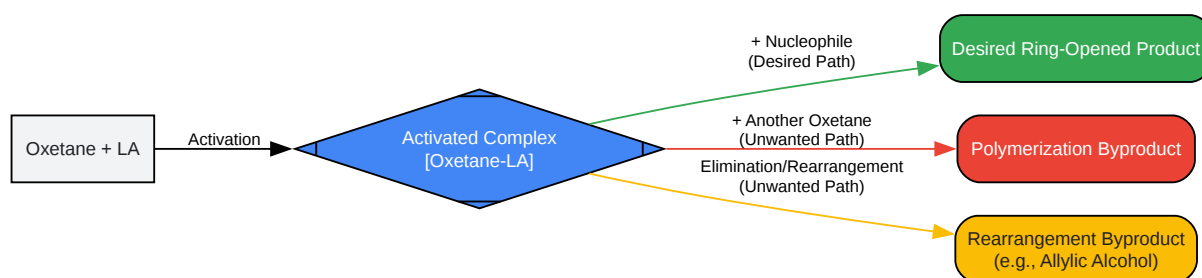 Oxetane + LA
Activation
Activated Complex
[Oxetane-LA]
+ Nucleophile
(Desired Path)
Desired Ring-Opened Product
+ Another Oxetane
(Unwanted Path)
Polymerization Byproduct
Elimination/Rearrangement
(Unwanted Path)
Rearrangement Byproduct
(e.g., Allylic Alcohol)